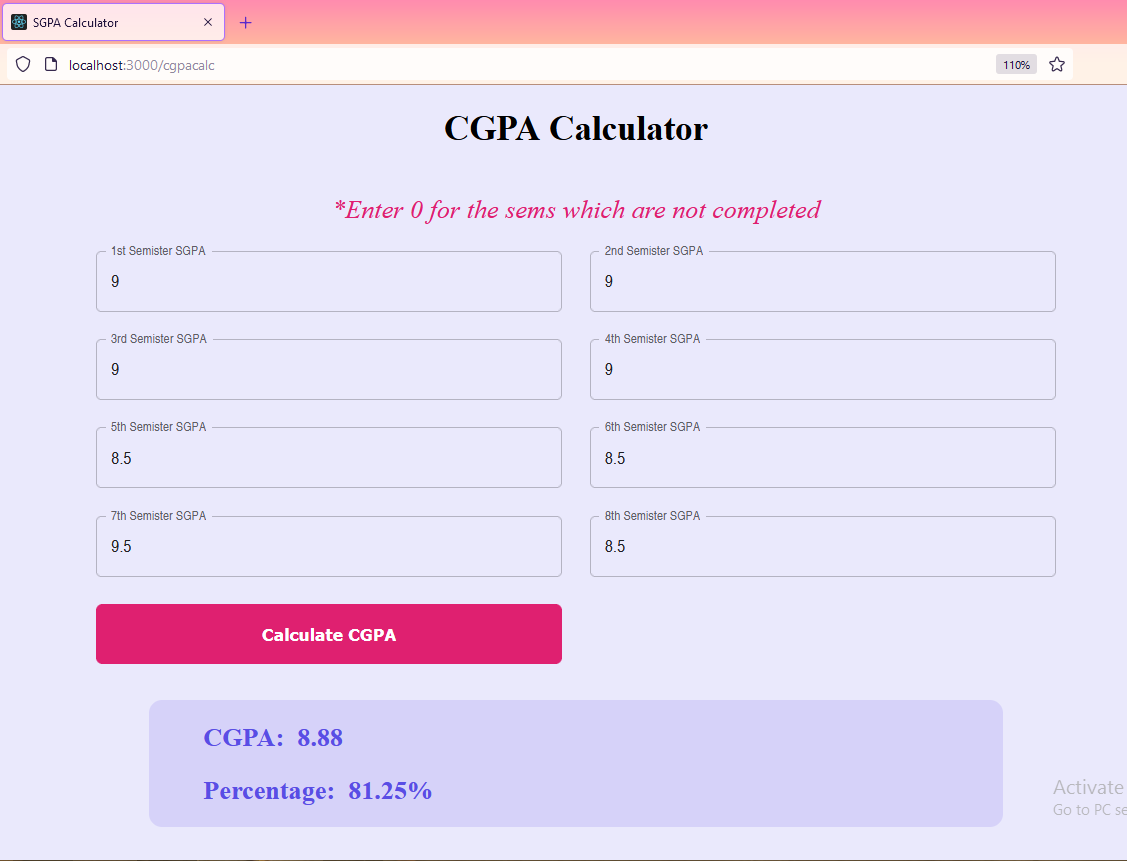 SGPA Calculator
localhost:3000/cgpacalc
110%
CGPA Calculator
*Enter 0 for the sems which are not completed
1st Semister SGPA
9
2nd Semister SGPA
9
3rd Semister SGPA
9
4th Semister SGPA
9
5th Semister SGPA
8.5
6th Semister SGPA
8.5
7th Semister SGPA
9.5
8th Semister SGPA
8.5
Calculate CGPA
CGPA: 8.88
Percentage: 81.25%
Activate
Go to PC se